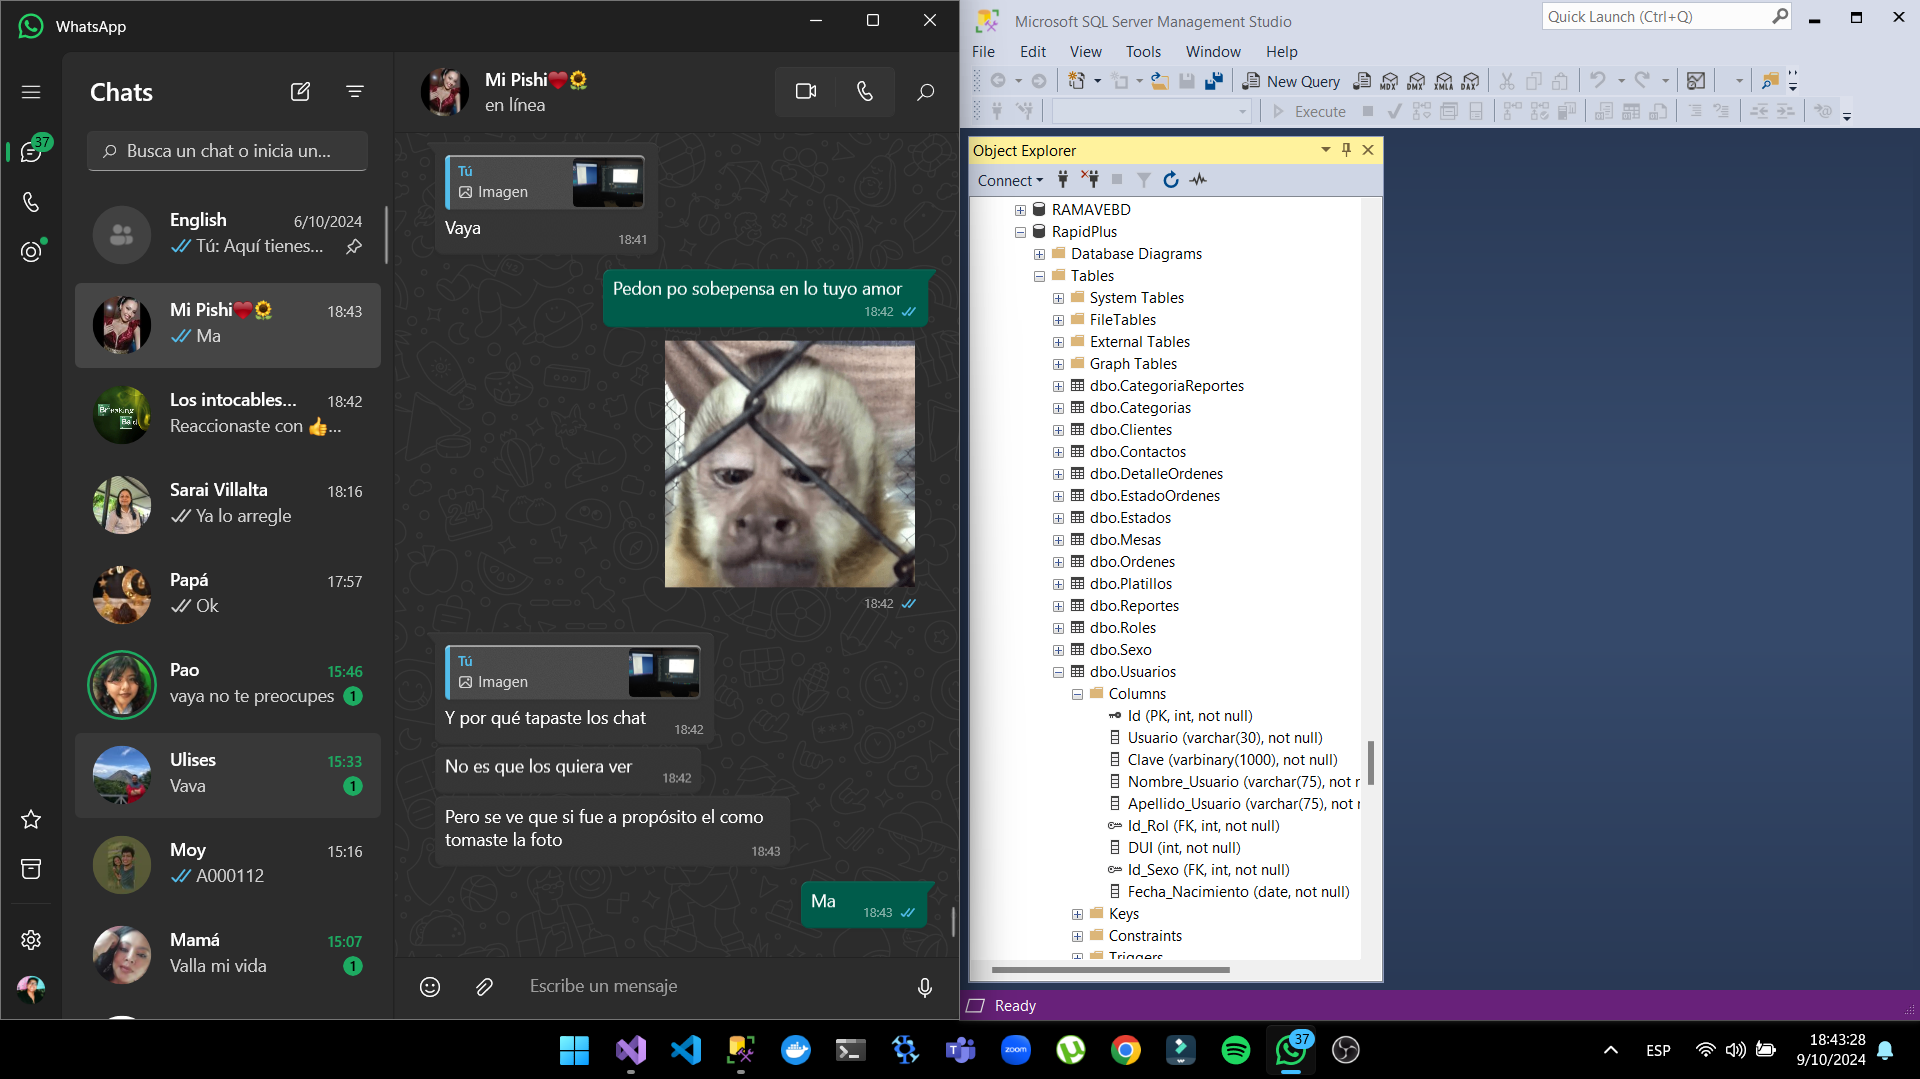 WhatsApp
Chats
37
Busca un chat o inicia un...
English
6/10/2024
Tú: Aquí tienes...
Mi Pishi❤️🌻
18:43
Ma
Los intocables...
18:42
Reaccionaste con 👍...
Sarai Villalta
18:16
Ya lo arregle
Papá
17:57
Ok
Pao
15:46
vaya no te preocupes
1
Ulises
15:33
Vava
1
Moy
15:16
A000112
Mamá
15:07
Valla mi vida
1
Mi Pishi❤️🌻
en línea
Tú
Imagen
Vaya
18:41
Pedon po sobepensa en lo tuyo amor
18:42
18:42
Tú
Imagen
Y por qué tapaste los chat
18:42
No es que los quiera ver
18:42
Pero se ve que si fue a propósito el como
tomaste la foto
18:43
Ma
18:43
Escribe un mensaje
Microsoft SQL Server Management Studio
Quick Launch (Ctrl+Q)
File Edit View Tools Window Help
New Query
MDX DMX XMLA DAX
Execute
Object Explorer
Connect
RAMAVEBD
RapidPlus
Database Diagrams
Tables
System Tables
FileTables
External Tables
Graph Tables
dbo.CategoriaReportes
dbo.Categorias
dbo.Clientes
dbo.Contactos
dbo.DetalleOrdenes
dbo.EstadoOrdenes
dbo.Estados
dbo.Mesas
dbo.Ordenes
dbo.Platillos
dbo.Reportes
dbo.Roles
dbo.Sexo
dbo.Usuarios
Columns
Id (PK, int, not null)
Usuario (varchar(30), not null)
Clave (varbinary(1000), not null)
Nombre_Usuario (varchar(75), not r
Apellido_Usuario (varchar(75), not r
Id_Rol (FK, int, not null)
DUI (int, not null)
Id_Sexo (FK, int, not null)
Fecha_Nacimiento (date, not null)
Keys
Constraints
Triggers
Ready
zoom
37
ESP
18:43:28
9/10/2024